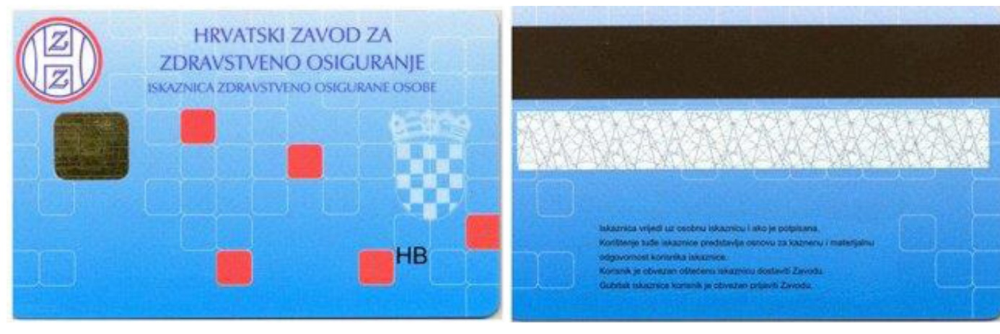 Z
Z
HRVATSKI ZAVOD ZA
ZDRAVSTVENO OSIGURANJE
ISKAZNICA ZDRAVSTVENO OSIGURANE OSOBE
HB
Iskaznica vrijedi uz osobnu iskaznicu i ako je potpisana.
Korištenje tuđe iskaznice predstavlja osnovu za kaznenu i materijalnu
odgovornost korisnika iskaznice.
Korisnik je obvezan oštećenu iskaznicu dostaviti Zavodu.
Gubitak iskaznice korisnik je obvezan prijaviti Zavodu.